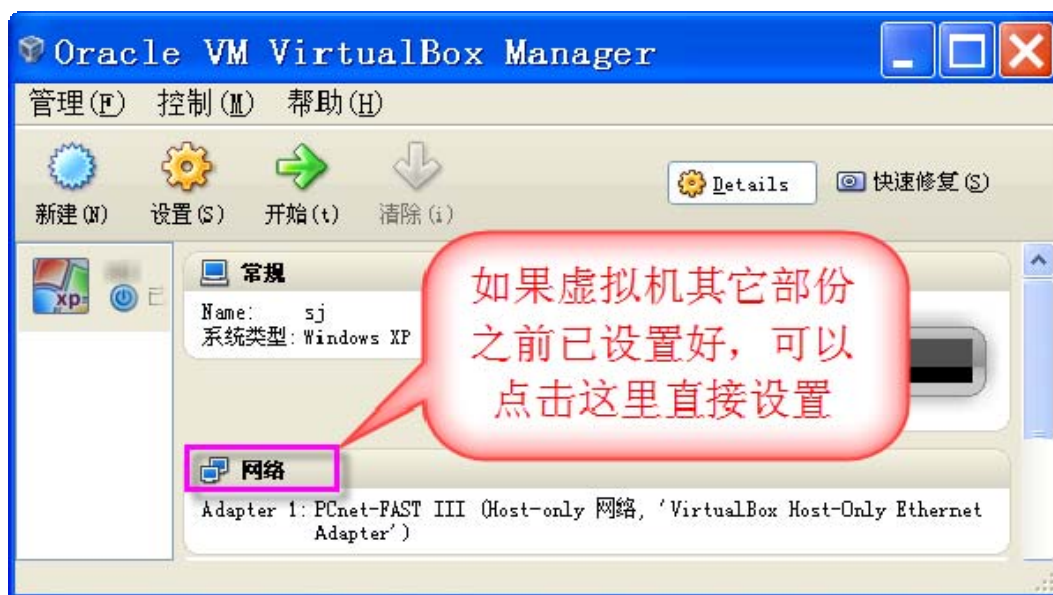 Oracle VM VirtualBox Manager
管理(F) 控制(M) 帮助(H)
新建(N) 设置(S) 开始(t) 清除(i)
Details 快速修复(S)
xp
已
常规
Name: sj
系统类型: Windows XP
如果虚拟机其它部份
之前已设置好，可以
点击这里直接设置
网络
Adapter 1: PCnet-FAST III (Host-only 网络, 'VirtualBox Host-Only Ethernet
Adapter')